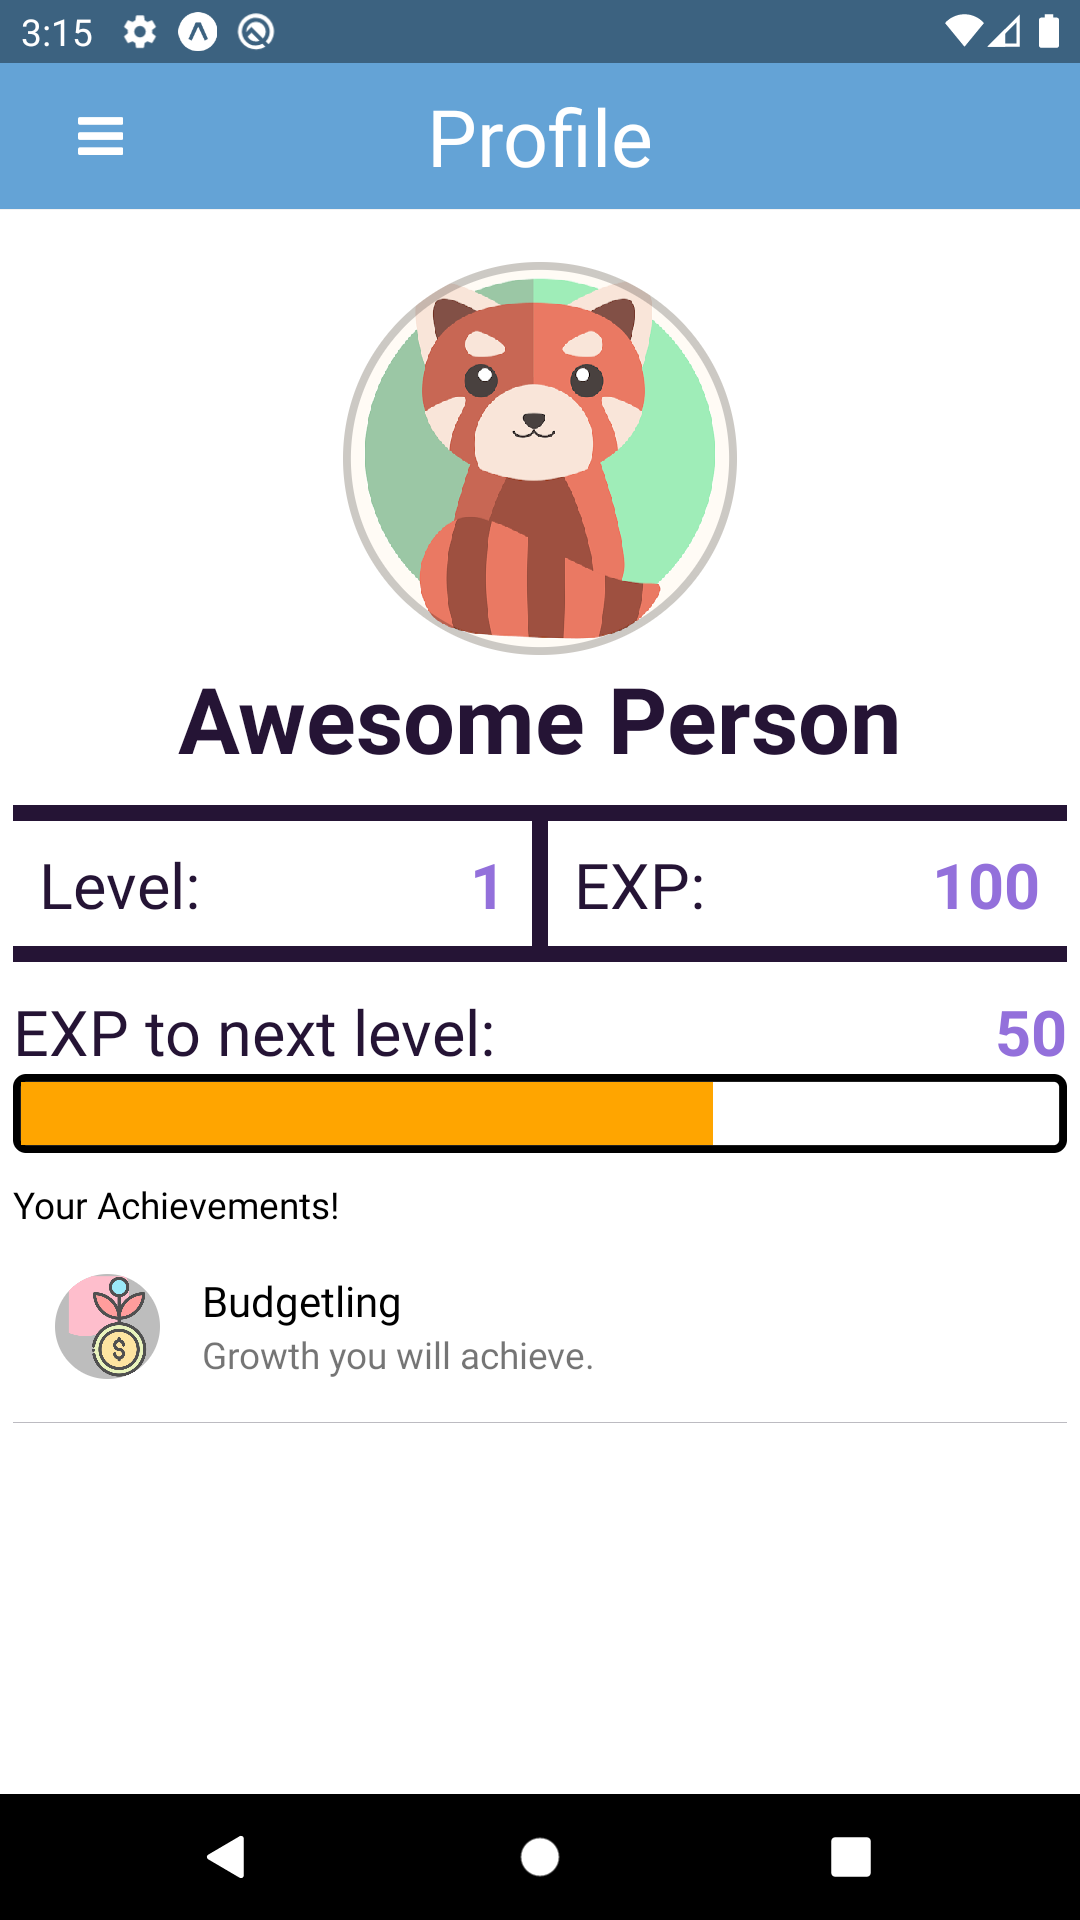 3:15
Profile
Awesome Person
Level: 1 EXP: 100
EXP to next level: 50
Your Achievements!
$
Budgetling
Growth you will achieve.